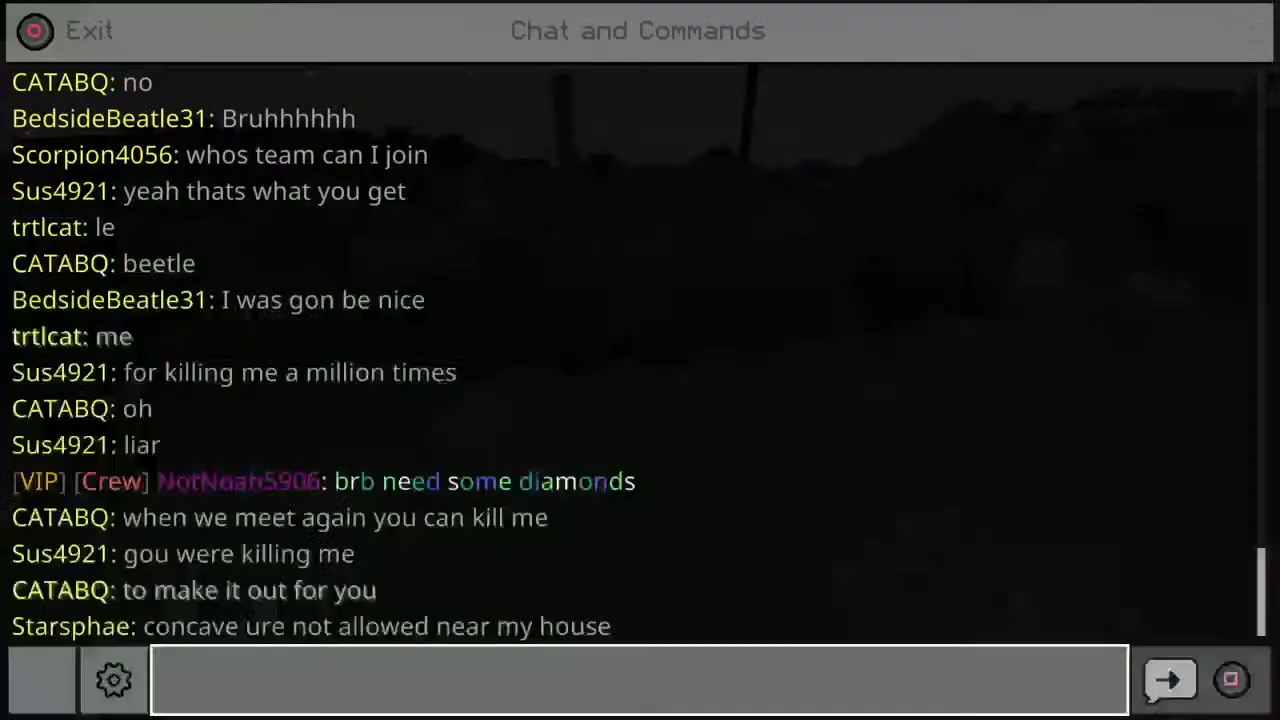 Exit
Chat and Commands
CATABQ: no
BedsideBeatle31: Bruhhhhhh
Scorpion4056: whos team can I join
Sus4921: yeah thats what you get
trtlcat: le
CATABQ: beetle
BedsideBeatle31: I was gon be nice
trtlcat: me
Sus4921: for killing me a million times
CATABQ: oh
Sus4921: liar
[VIP] [Crew] NotNoah5906: brb need some diamonds
CATABQ: when we meet again you can kill me
Sus4921: gou were killing me
CATABQ: to make it out for you
Starsphae: concave ure not allowed near my house